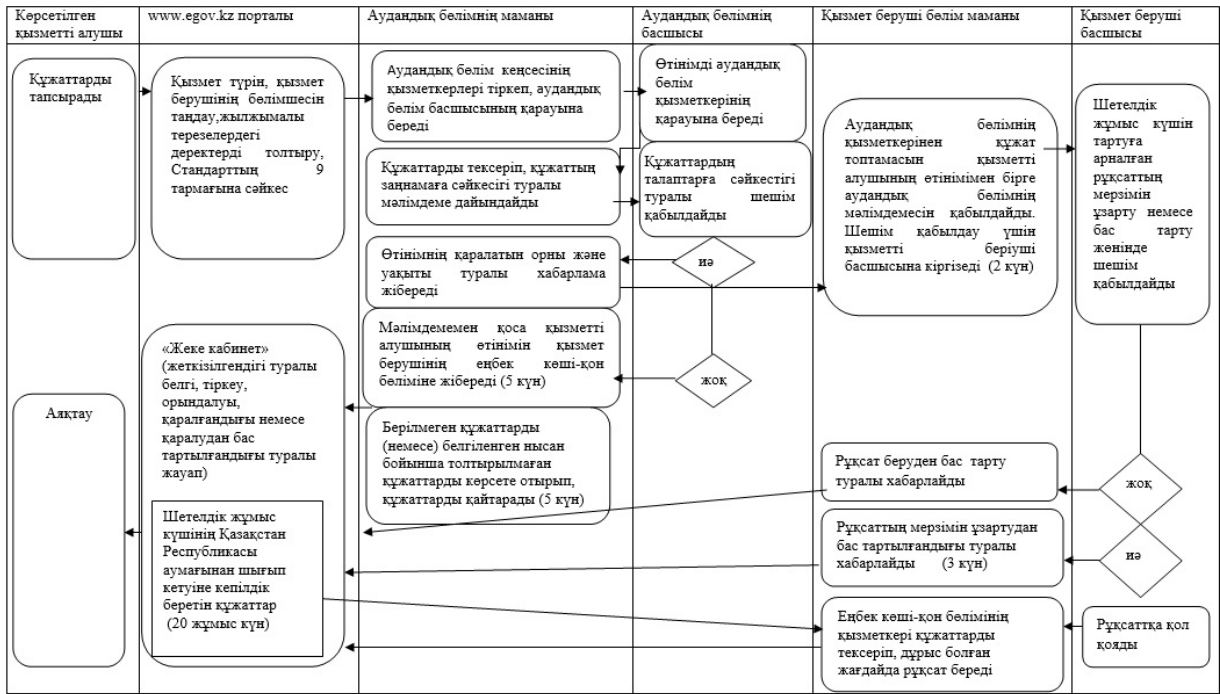 Көрсетілген
қызметті алушы
www.egov.kz порталы
Аудандық бөлімнің маманы
Аудандық бөлімнің
басшысы
Қызмет беруші бөлім маманы
Қызмет беруші
басшысы
Құжаттарды
тапсырады
Қызмет түрін, қызмет
берушінің бөлімшесін
таңдау,жылжымалы
терезелердегі
деректерді толтыру,
Стандарттың 9
тармағына сәйкес
Аудандық бөлім кеңсесінің
қызметкерлері тіркеп, аудандық
бөлім басшысының қарауына
береді
Өтінімді аудандық
бөлім
қызметкерінің
қарауына береді
Құжаттарды тексеріп, құжаттың
заңнамаға сәйкесігі туралы
мәлімдеме дайындайды
Құжаттардың
талаптарға сәйкестігі
туралы шешім
қабылдайды
Аудандық бөлімнің
қызметкерінен құжат
топтамасын қызметті
алушының өтінімімен бірге
аудандық бөлімнің
мәлімдемесін қабылдайды.
Шешім қабылдау үшін
қызметті беріуші
басшысына кіргізеді (2 күн)
Шетелдік
жұмыс күшін
тартуға
арналған
рұқсаттың
мерзімін
ұзарту немесе
бас тарту
жөнінде
шешім
қабылдайды
Өтінімнің қаралатын орны және
уақыты туралы хабарлама
жібереді
иә
Мәлімдемемен қоса қызметті
алушының өтінімін қызмет
берушінің еңбек көші-қон
бөліміне жібереді (5 күн)
жоқ
«Жеке кабинет»
(жеткізілгендігі туралы
белгі, тіркеу,
орындалуы,
қаралғандығы немесе
қаралудан бас
тартылғандығы туралы
жауап)
Аяқтау
Берілмеген құжаттарды
(немесе) белгіленген нысан
бойынша толтырылмаған
құжаттарды көрсете отырып,
құжаттарды қайтарады (5 күн)
Рұқсат беруден бас тарту
туралы хабарлайды
жоқ
Шетелдік жұмыс
күшінің Қазақстан
Республикасы
аумағынан шығып
кетуіне кепілдік
беретін құжаттар
(20 жұмыс күн)
Рұқсаттың мерзімін ұзартудан
бас тартылғандығы туралы
хабарлайды (3 күн)
иә
Еңбек көші-қон бөлімінің
қызметкері құжаттарды
тексеріп, дұрыс болған
жағдайда рұқсат береді
Рұқсатқа қол
қояды